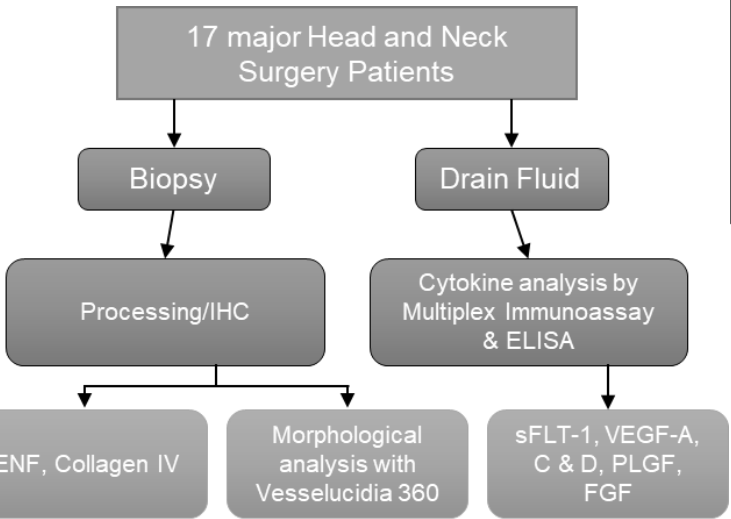 17 major Head and Neck
Surgery Patients
Biopsy
Drain Fluid
Processing/IHC
Cytokine analysis by
Multiplex Immunoassay
& ELISA
ENF, Collagen IV
Morphological
analysis with
Vesselucidia 360
sFLT-1, VEGF-A,
C & D, PLGF,
FGF